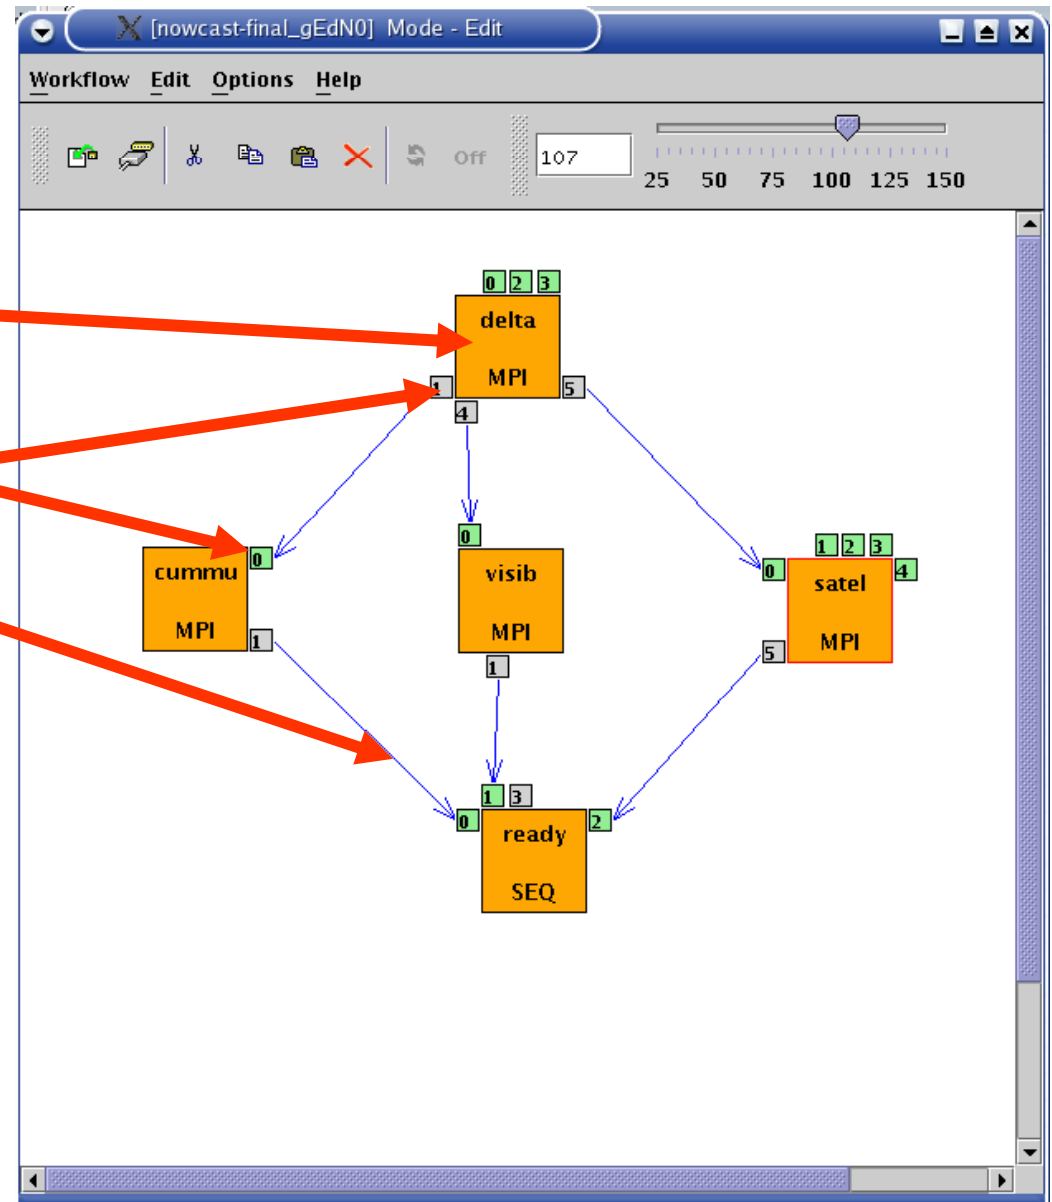 [nowcast-final_gEdN0] Mode - Edit
Workflow Edit Options Help
Off 107
25 50 75 100 125 150
0 2 3
delta
MPI
1 5
4
0
cummu
MPI
1
0
visib
MPI
1
1 2 3
0 4
satel
MPI
5
1 3
0 2
ready
SEQ